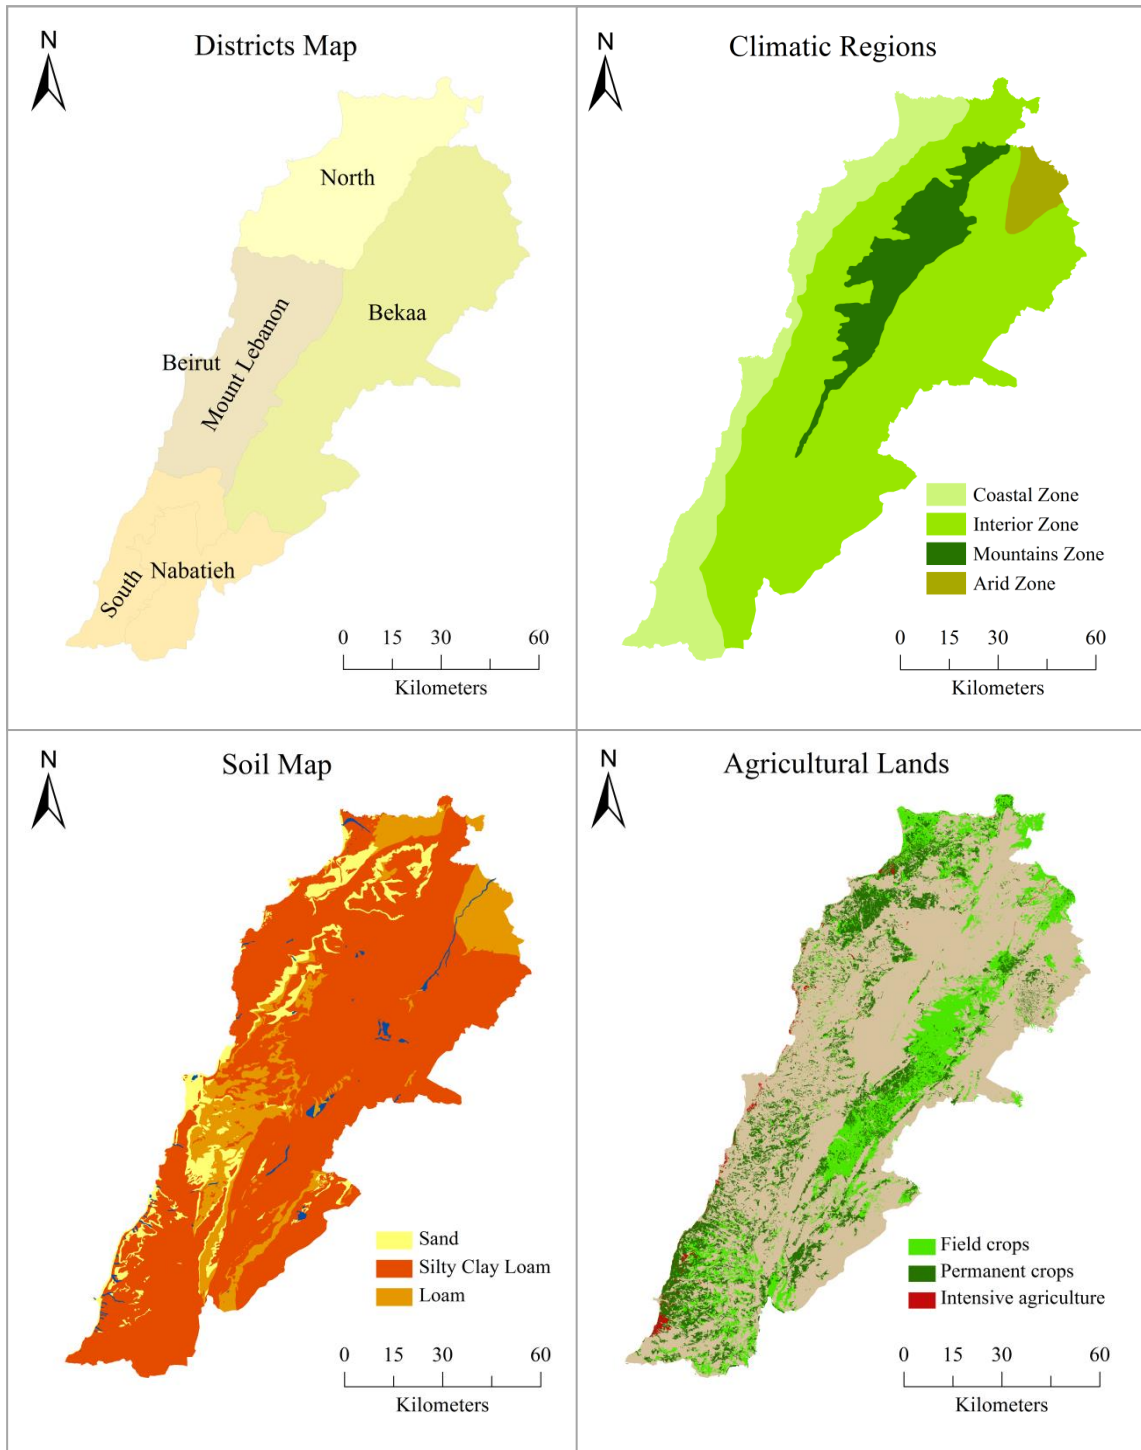 N
Districts Map
North
Bekaa
Beirut
Mount Lebanon
Nabatieh
South
0 15 30 60
Kilometers
N
Climatic Regions
Coastal Zone
Interior Zone
Mountains Zone
Arid Zone
0 15 30 60
Kilometers
N
Soil Map
Sand
Silty Clay Loam
Loam
0 15 30 60
Kilometers
N
Agricultural Lands
Field crops
Permanent crops
Intensive agriculture
0 15 30 60
Kilometers